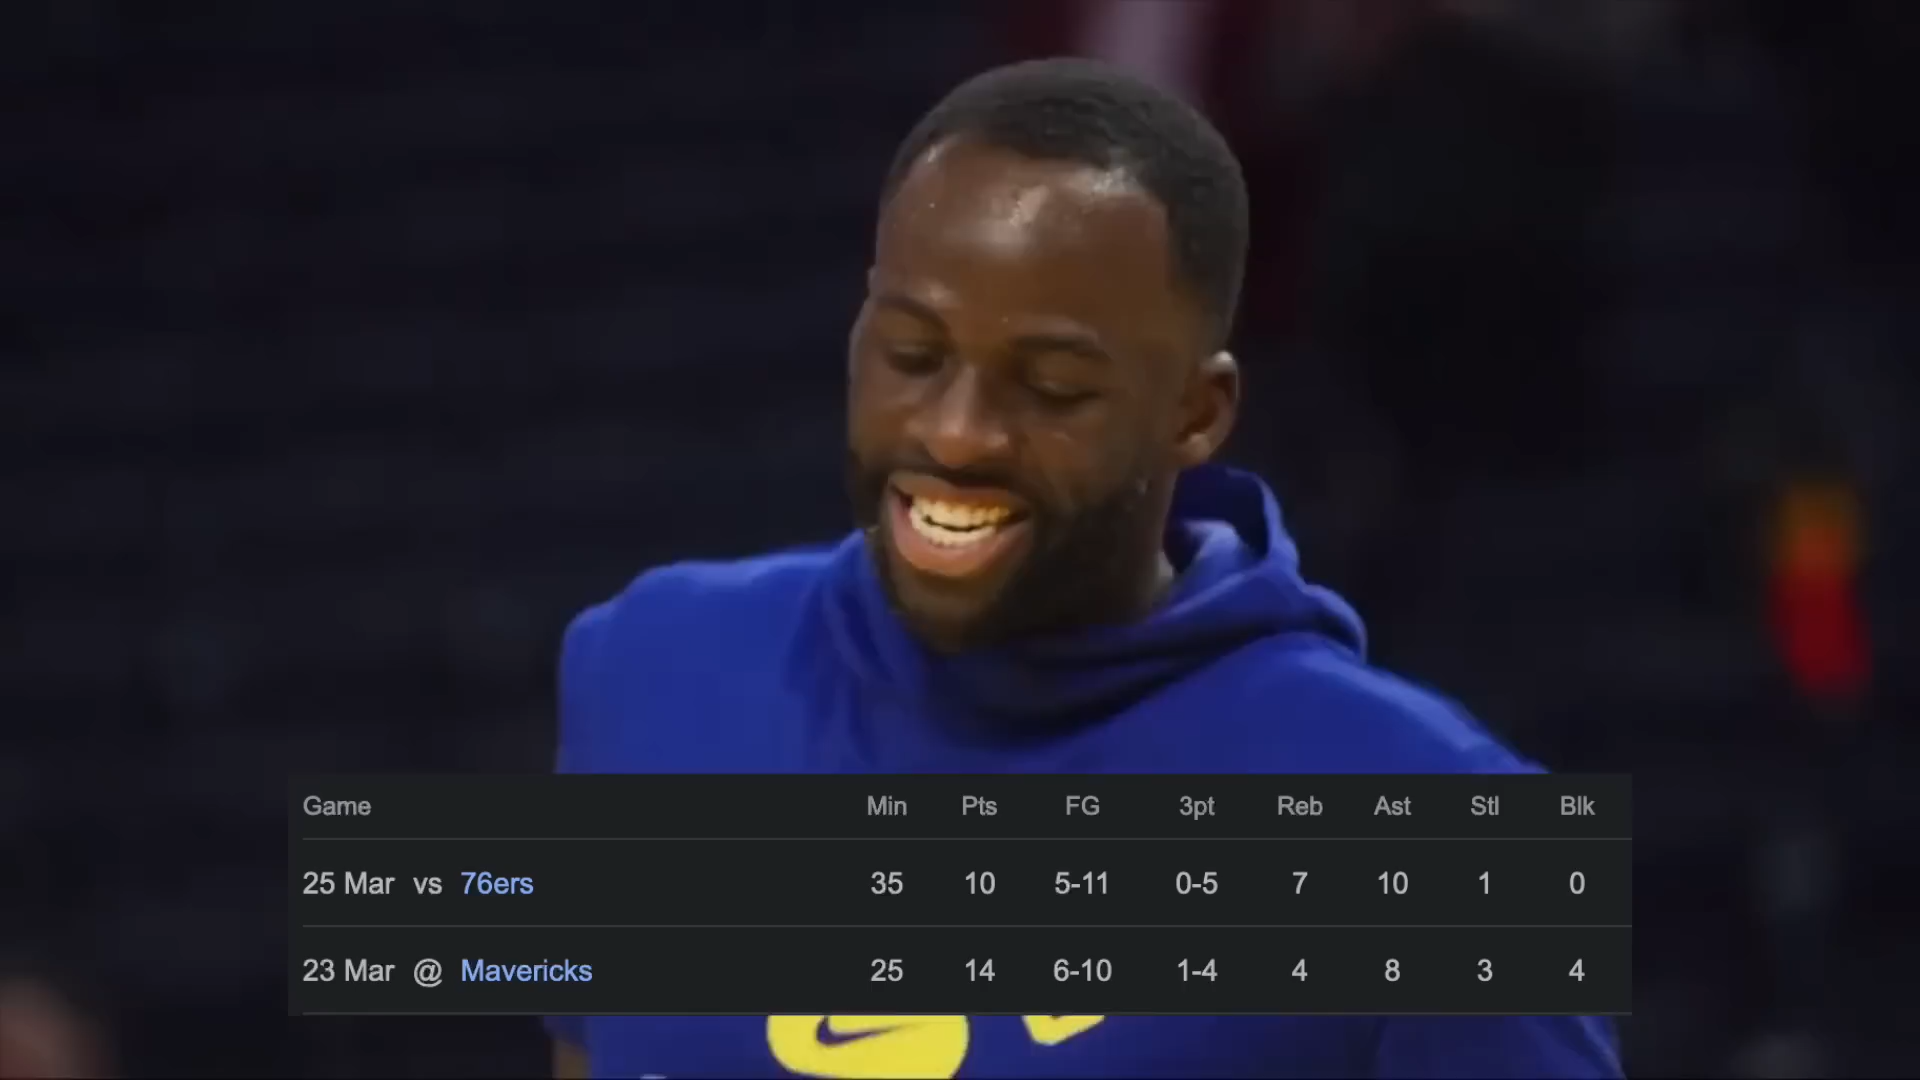 Game Min Pts FG 3pt Reb Ast Stl Blk
25 Mar vs 76ers 35 10 5-11 0-5 7 10 1 0
23 Mar @ Mavericks 25 14 6-10 1-4 4 8 3 4